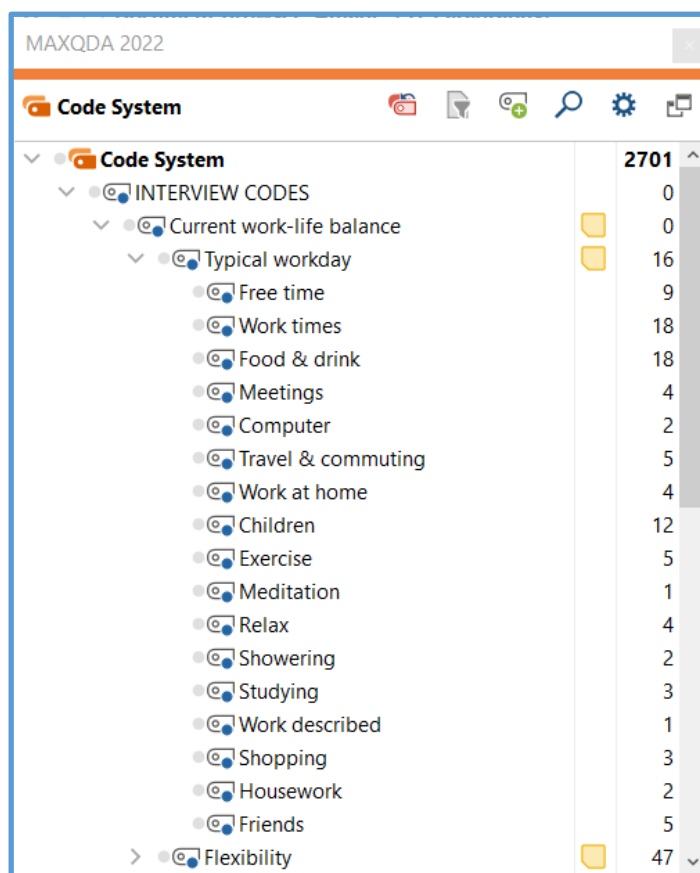 MAXQDA 2022
Code System
Code System 2701
INTERVIEW CODES 0
Current work-life balance 0
Typical workday 16
Free time 9
Work times 18
Food & drink 18
Meetings 4
Computer 2
Travel & commuting 5
Work at home 4
Children 12
Exercise 5
Meditation 1
Relax 4
Showering 2
Studying 3
Work described 1
Shopping 3
Housework 2
Friends 5
Flexibility 47